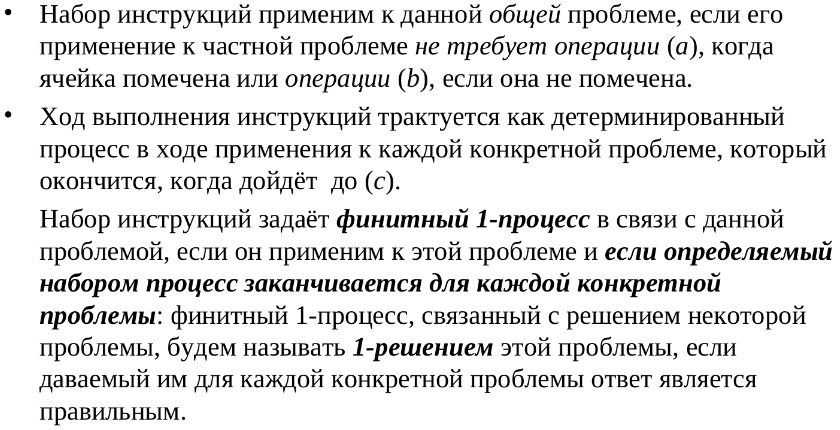 • Набор инструкций применим к данной общей проблеме, если его
применение к частной проблеме не требует операции (a), когда
ячейка помечена или операции (b), если она не помечена.
• Ход выполнения инструкций трактуется как детерминированный
процесс в ходе применения к каждой конкретной проблеме, который
окончится, когда дойдёт до (c).
Набор инструкций задаёт финитный 1-процесс в связи с данной
проблемой, если он применим к этой проблеме и если определяемый
набором процесс заканчивается для каждой конкретной
проблемы: финитный 1-процесс, связанный с решением некоторой
проблемы, будем называть 1-решением этой проблемы, если
даваемый им для каждой конкретной проблемы ответ является
правильным.